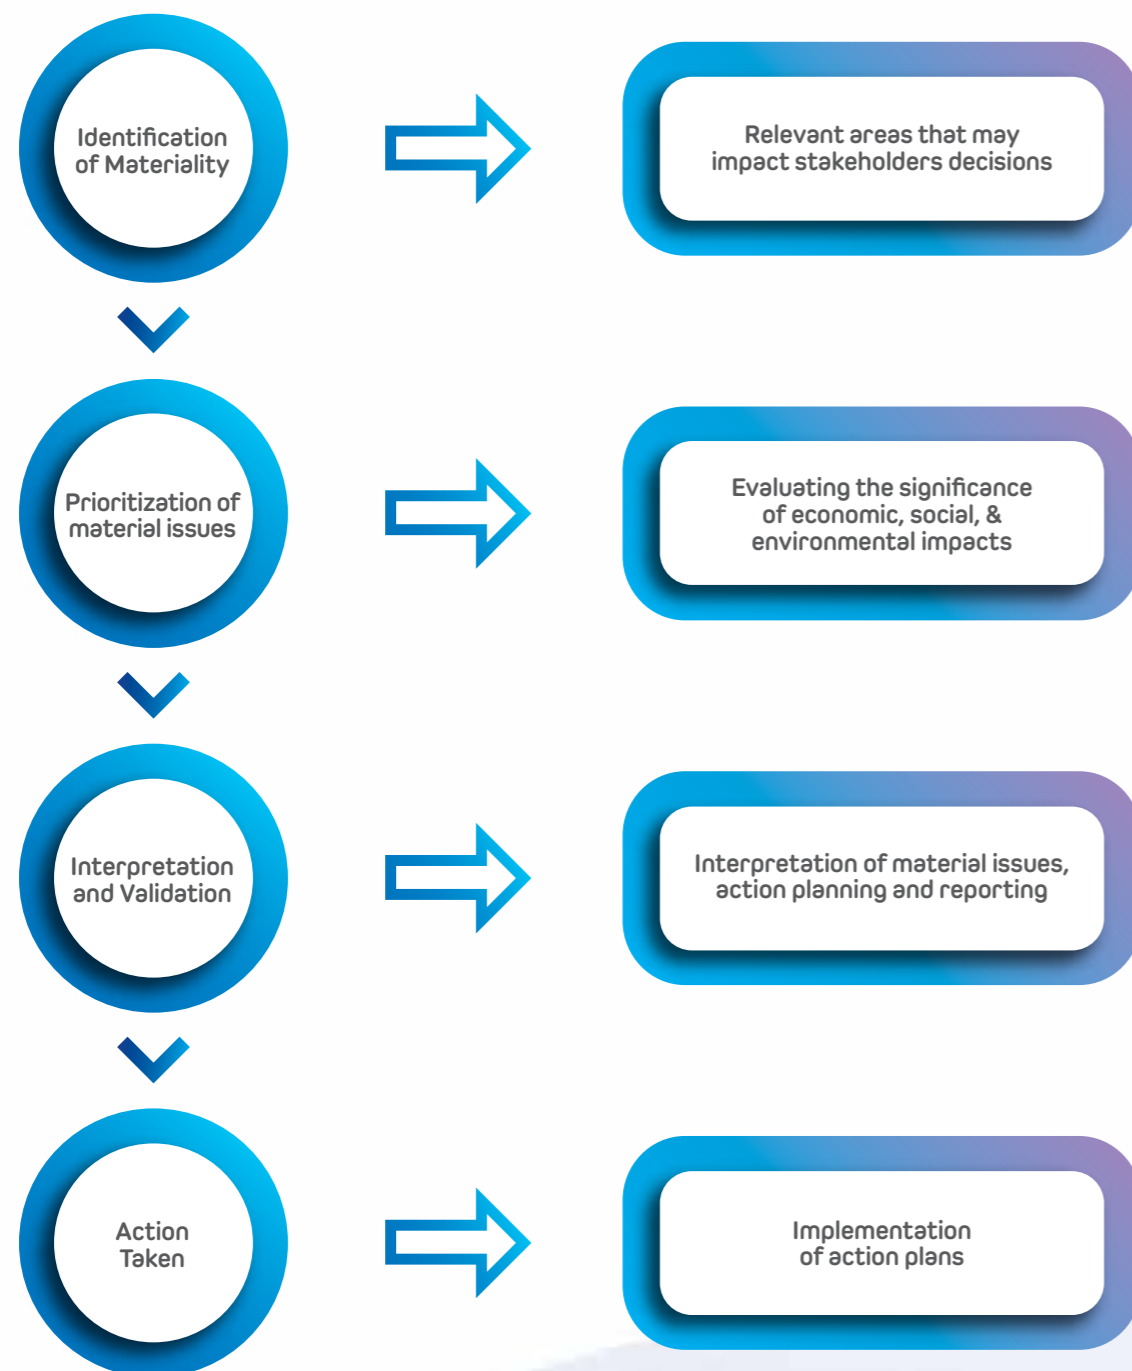 Identification
of Materiality
Relevant areas that may
impact stakeholders decisions
Prioritization of
material issues
Evaluating the significance
of economic, social, &
environmental impacts
Interpretation
and Validation
Interpretation of material issues,
action planning and reporting
Action
Taken
Implementation
of action plans